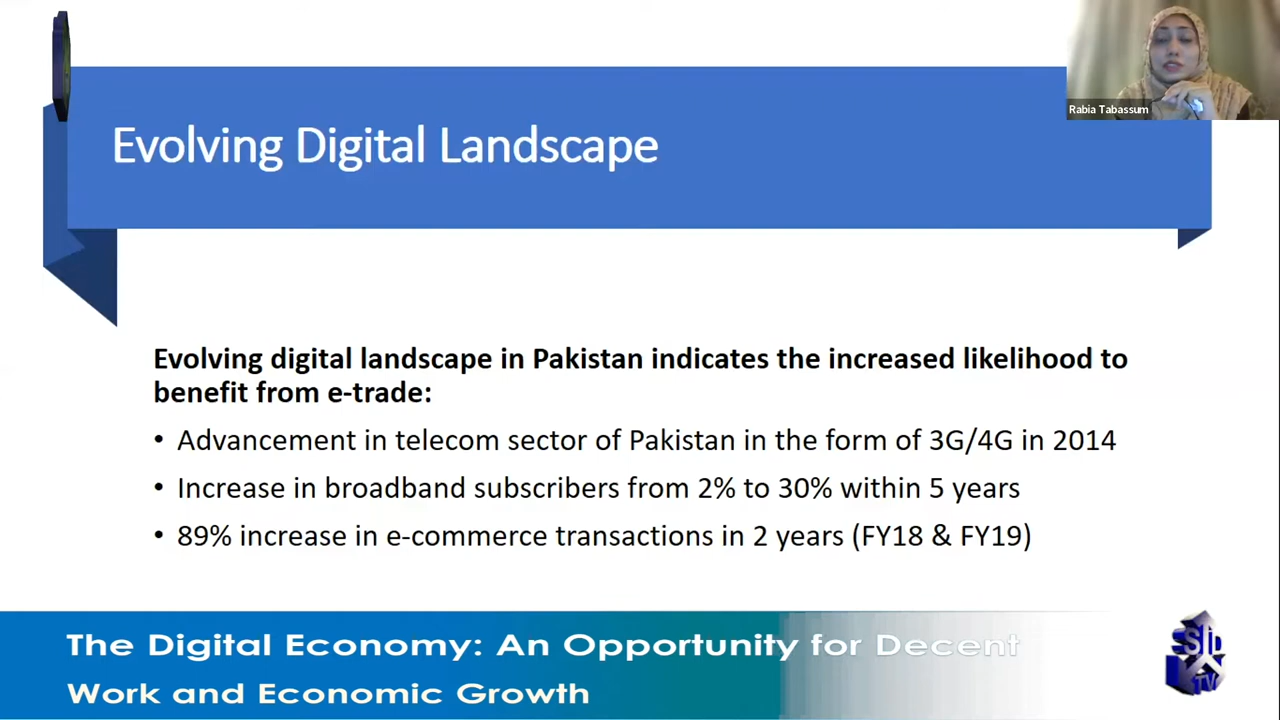 Rabia Tabassum
Evolving Digital Landscape
Evolving digital landscape in Pakistan indicates the increased likelihood to
benefit from e-trade:
• Advancement in telecom sector of Pakistan in the form of 3G/4G in 2014
• Increase in broadband subscribers from 2% to 30% within 5 years
• 89% increase in e-commerce transactions in 2 years (FY18 & FY19)
The Digital Economy: An Opportunity for Decent
Work and Economic Growth
TV